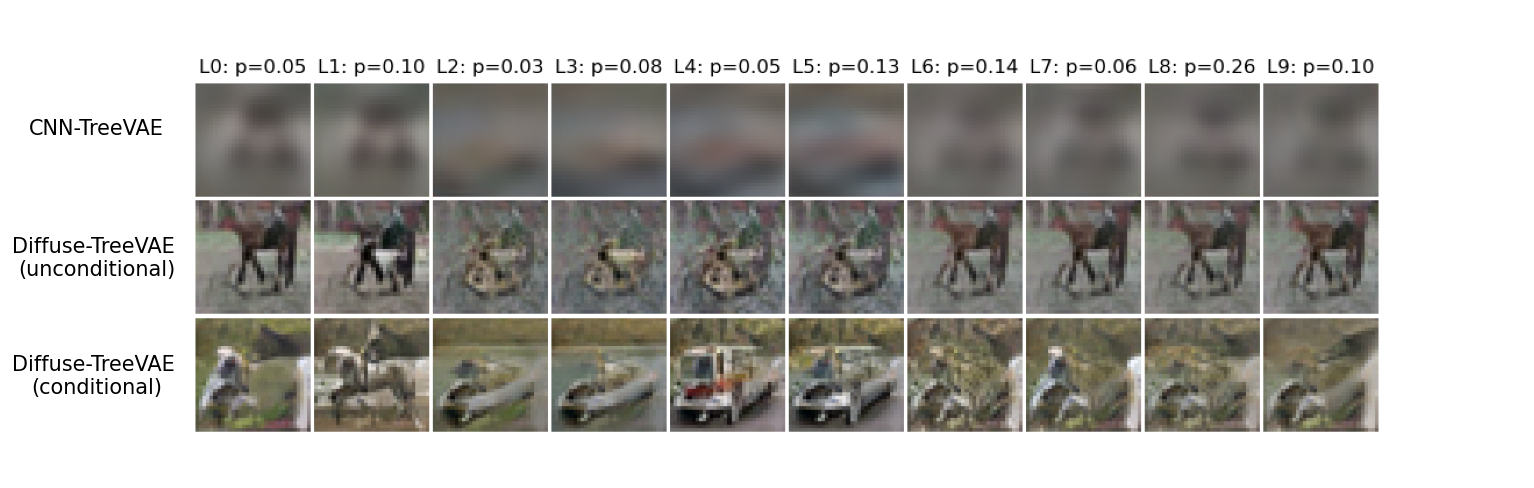 L0: p=0.05 L1: p=0.10 L2: p=0.03 L3: p=0.08 L4: p=0.05 L5: p=0.13 L6: p=0.14 L7: p=0.06 L8: p=0.26 L9: p=0.10
CNN-TreeVAE
Diffuse-TreeVAE
(unconditional)
Diffuse-TreeVAE
(conditional)